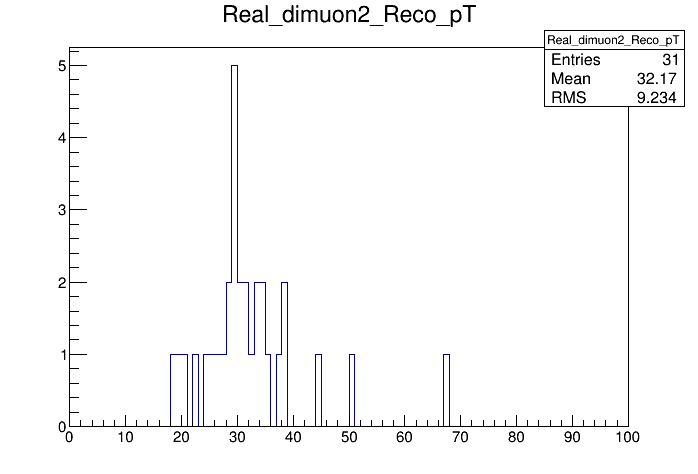 Real_dimuon2_Reco_pT
Real_dimuon2_Reco_pT
Entries 31
Mean 32.17
RMS 9.234
5
4
3
2
1
0
0 10 20 30 40 50 60 70 80 90 100